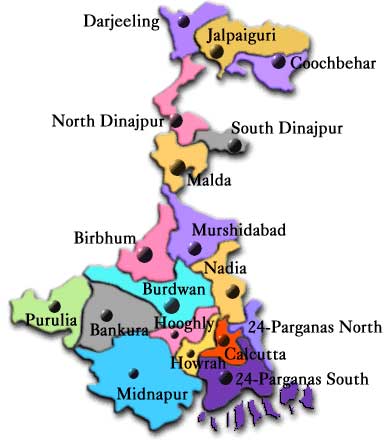 Darjeeling
Jalpaiguri
Coochbehar
North Dinajpur
South Dinajpur
Malda
Murshidabad
Birbhum
Nadia
Burdwan
Purulia
Bankura
Hooghly
24-Parganas North
Howrah
Calcutta
24-Parganas South
Midnapur